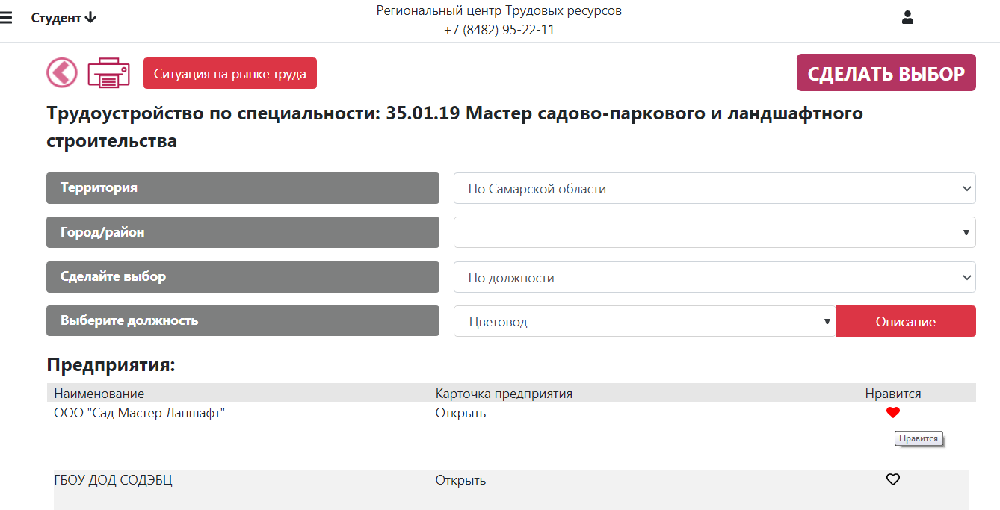 Студент
Региональный центр Трудовых ресурсов
+7 (8482) 95-22-11
Ситуация на рынке труда
СДЕЛАТЬ ВЫБОР
Трудоустройство по специальности: 35.01.19 Мастер садово-паркового и ландшафтного
строительства
Территория
По Самарской области
Город/район
Сделайте выбор
По должности
Выберите должность
Цветовод
Описание
Предприятия:
Наименование Карточка предприятия Нравится
ООО "Сад Мастер Ланшафт" Открыть
Нравится
ГБОУ ДОД СОДЭБЦ Открыть